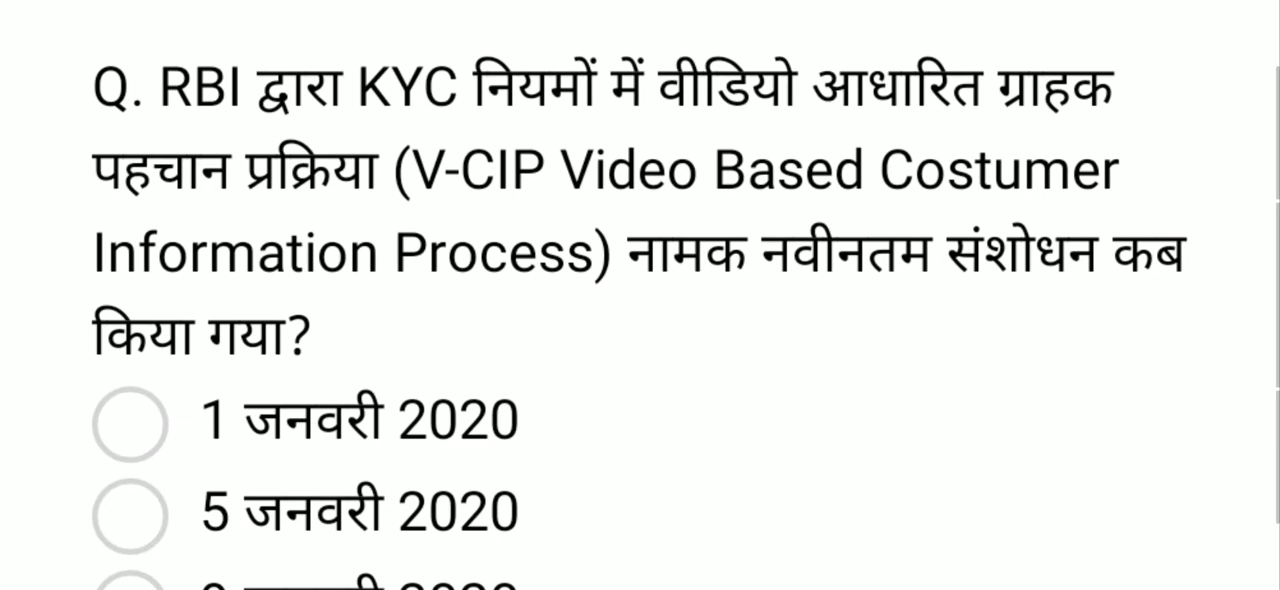 Q. RBI द्वारा KYC नियमों में वीडियो आधारित ग्राहक
पहचान प्रक्रिया (V-CIP Video Based Costumer
Information Process) नामक नवीनतम संशोधन कब
किया गया?
1 जनवरी 2020
5 जनवरी 2020